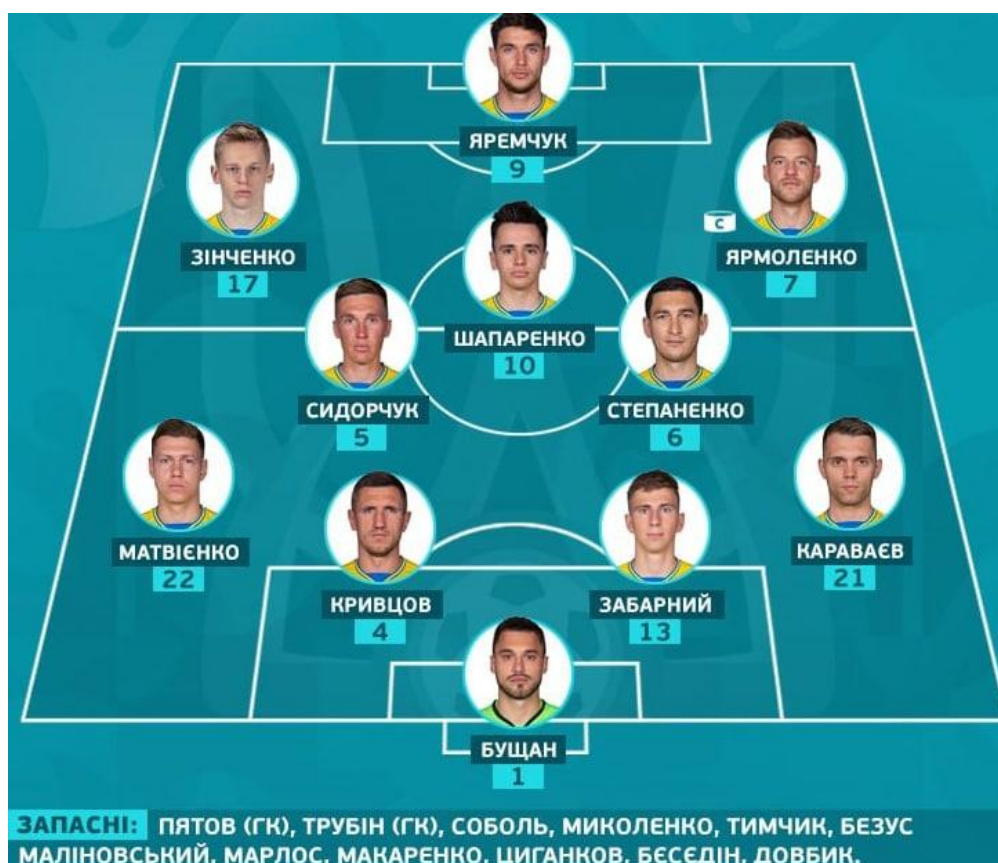 ЯРЕМЧУК
9
ЗІНЧЕНКО
17
C
ЯРМОЛЕНКО
7
ШАПАРЕНКО
10
СИДОРЧУК
5
СТЕПАНЕНКО
6
МАТВІЄНКО
22
КАРАВАЄВ
21
КРИВЦОВ
4
ЗАБАРНИЙ
13
БУЩАН
1
ЗАПАСНІ: ПЯТОВ (ГК), ТРУБІН (ГК), СОБОЛЬ, МИКОЛЕНКО, ТИМЧИК, БЕЗУС
МАЛІНОВСЬКИЙ, МАРЛОС, МАКАРЕНКО, ЦИГАНКОВ, БЄСЄДІН, ДОВБИК.